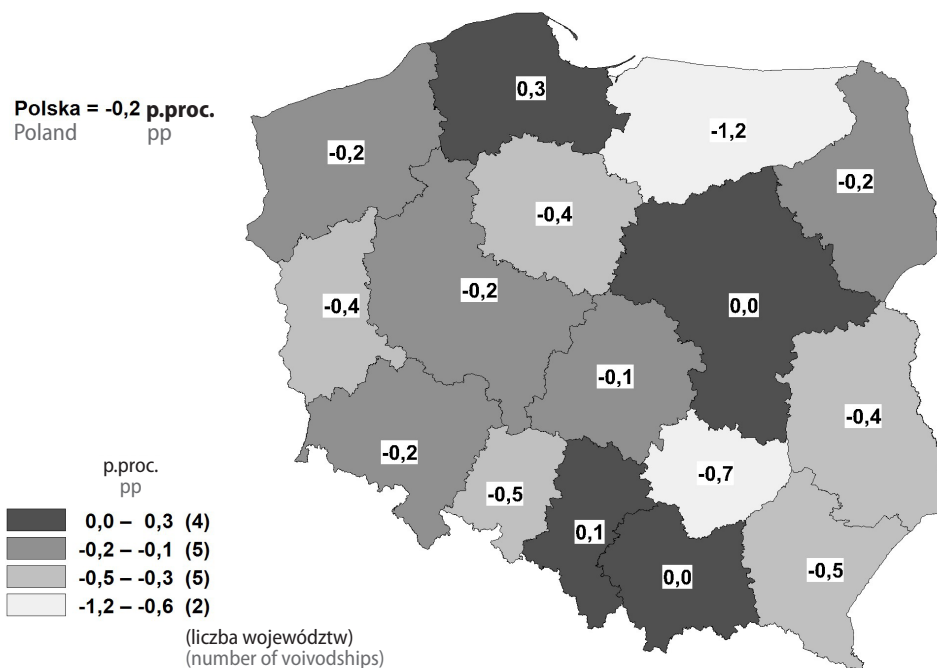 0,3
Polska = -0,2 p.proc.
Poland pp
-1,2
-0,2
-0,2
-0,4
-0,2
-0,4
0,0
-0,1
-0,4
-0,2
-0,7
-0,5
0,1
0,0
-0,5
p.proc.
pp
0,0 – 0,3 (4)
-0,2 – -0,1 (5)
-0,5 – -0,3 (5)
-1,2 – -0,6 (2)
(liczba województw)
(number of voivodships)